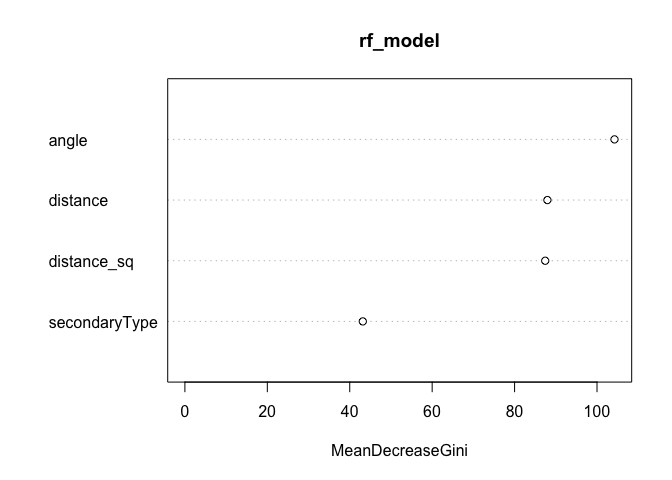 rf_model
angle
distance
distance_sq
secondaryType
0 20 40 60 80 100
MeanDecreaseGini